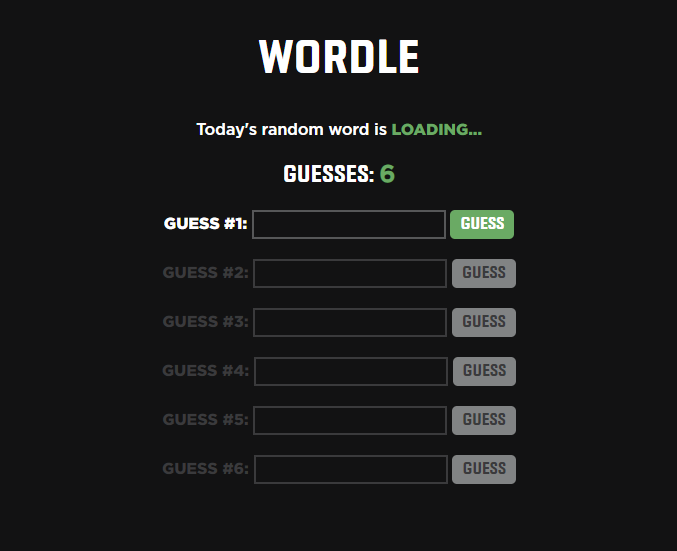 WORDLE
Today's random word is LOADING...
GUESSES: 6
GUESS #1: GUESS
GUESS #2: GUESS
GUESS #3: GUESS
GUESS #4: GUESS
GUESS #5: GUESS
GUESS #6: GUESS